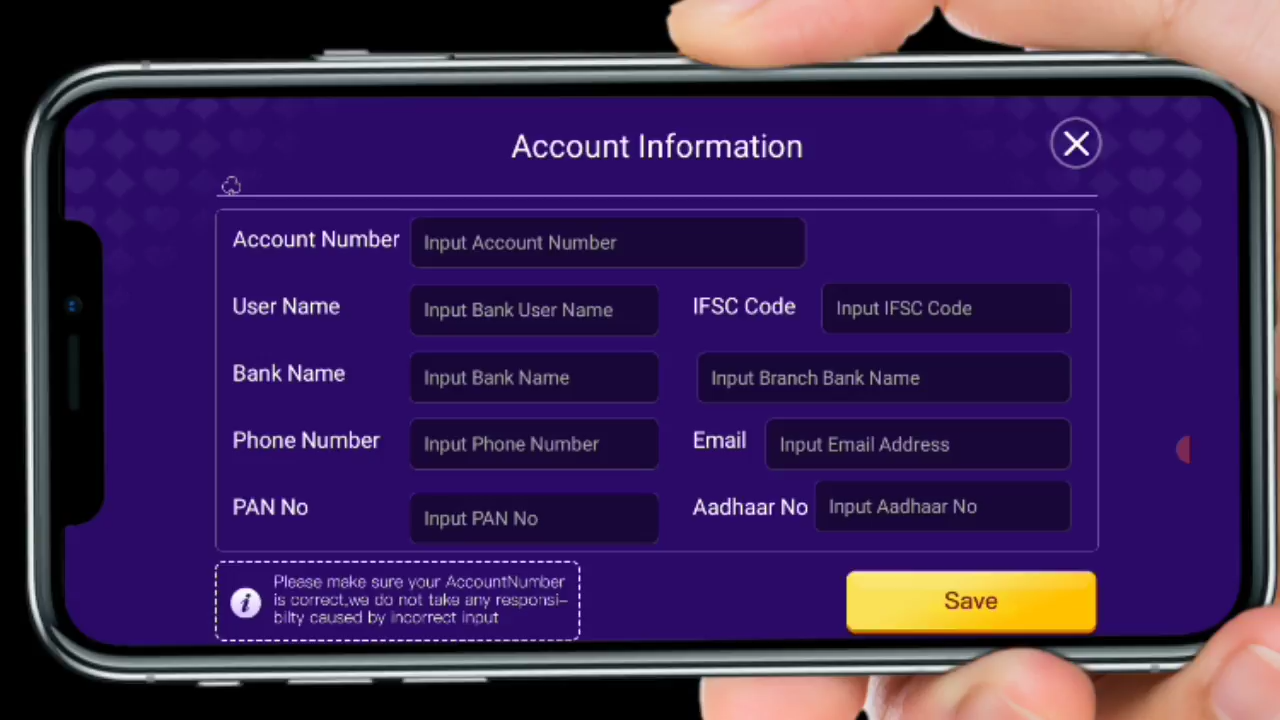 Account Information
Account Number Input Account Number
User Name Input Bank User Name IFSC Code Input IFSC Code
Bank Name Input Bank Name Input Branch Bank Name
Phone Number Input Phone Number Email Input Email Address
PAN No Input PAN No Aadhaar No Input Aadhaar No
Please make sure your AccountNumber
is correct,we do not take any responsi-
bilty caused by incorrect input
Save